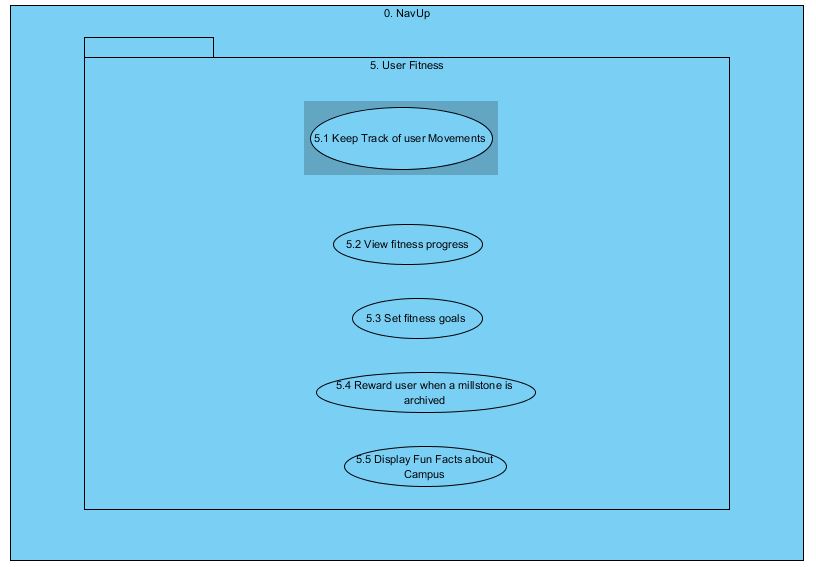 0. NavUp
5. User Fitness
5.1 Keep Track of user Movements
5.2 View fitness progress
5.3 Set fitness goals
5.4 Reward user when a millstone is
archived
5.5 Display Fun Facts about
Campus